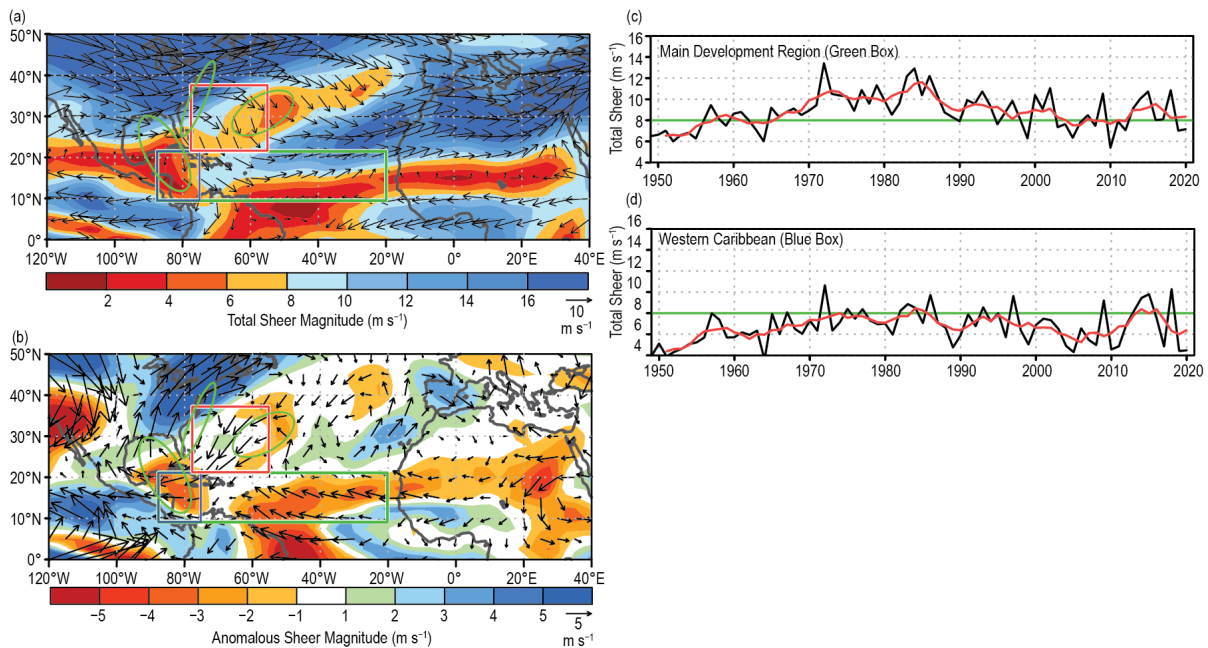 (a)
50°N
40°N
30°N
20°N
10°N
0°
120°W 100°W 80°W 60°W 40°W 20°W 0° 20°E 40°E
2 4 6 8 10 14 16 10
Total Sheer Magnitude (m s⁻¹) m s⁻¹
(b)
50°N
40°N
30°N
20°N
10°N
0°
120°W 100°W 80°W 60°W 40°W 20°W 0° 20°E 40°E
−5 −4 −3 −2 −1 1 2 3 4 5 5
Anomalous Sheer Magnitude (m s⁻¹) m s⁻¹
(c)
Main Development Region (Green Box)
Total Sheer (m s⁻¹)
16
14
12
10
8
6
4
1950 1960 1970 1980 1990 2000 2010 2020
(d)
Western Caribbean (Blue Box)
Total Sheer (m s⁻¹)
16
14
12
10
8
6
4
1950 1960 1970 1980 1990 2000 2010 2020